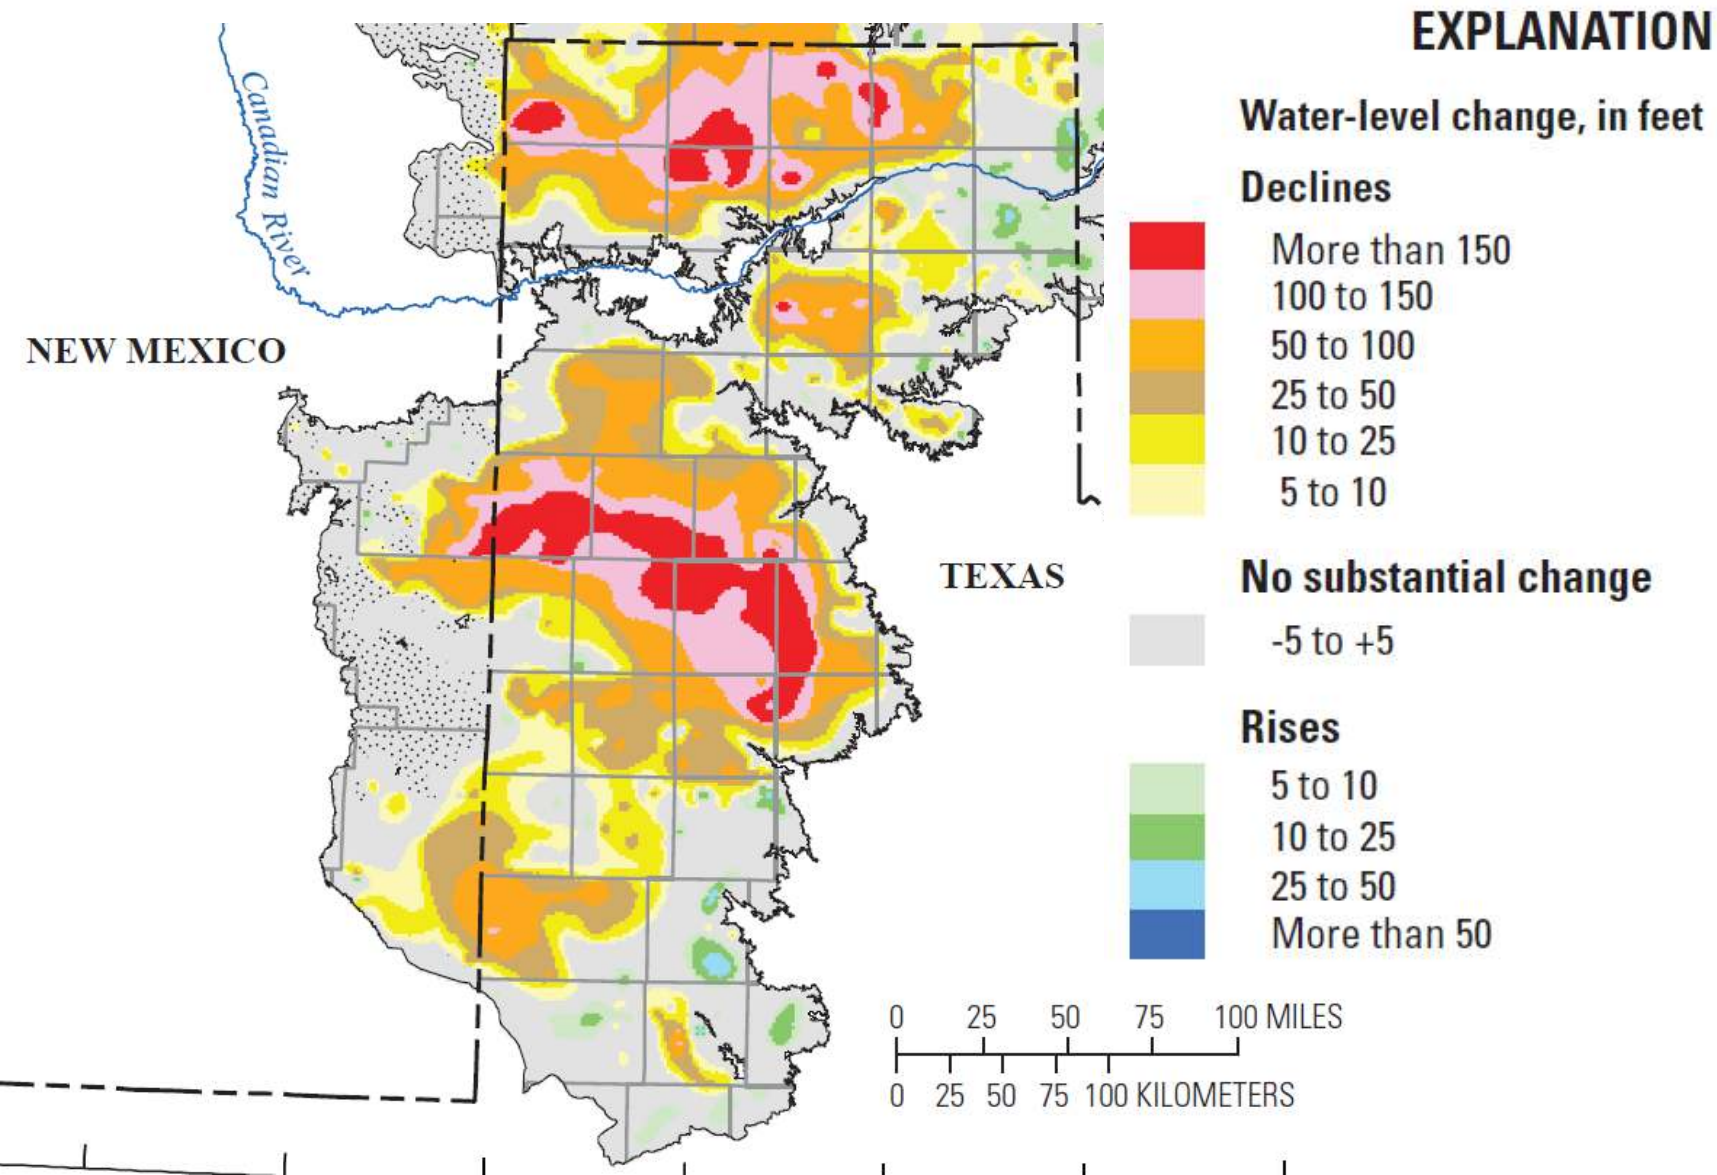 EXPLANATION
Water-level change, in feet
Declines
More than 150
100 to 150
50 to 100
25 to 50
10 to 25
5 to 10
No substantial change
-5 to +5
Rises
5 to 10
10 to 25
25 to 50
More than 50
Canadian River
NEW MEXICO
TEXAS
0 25 50 75 100 MILES
0 25 50 75 100 KILOMETERS